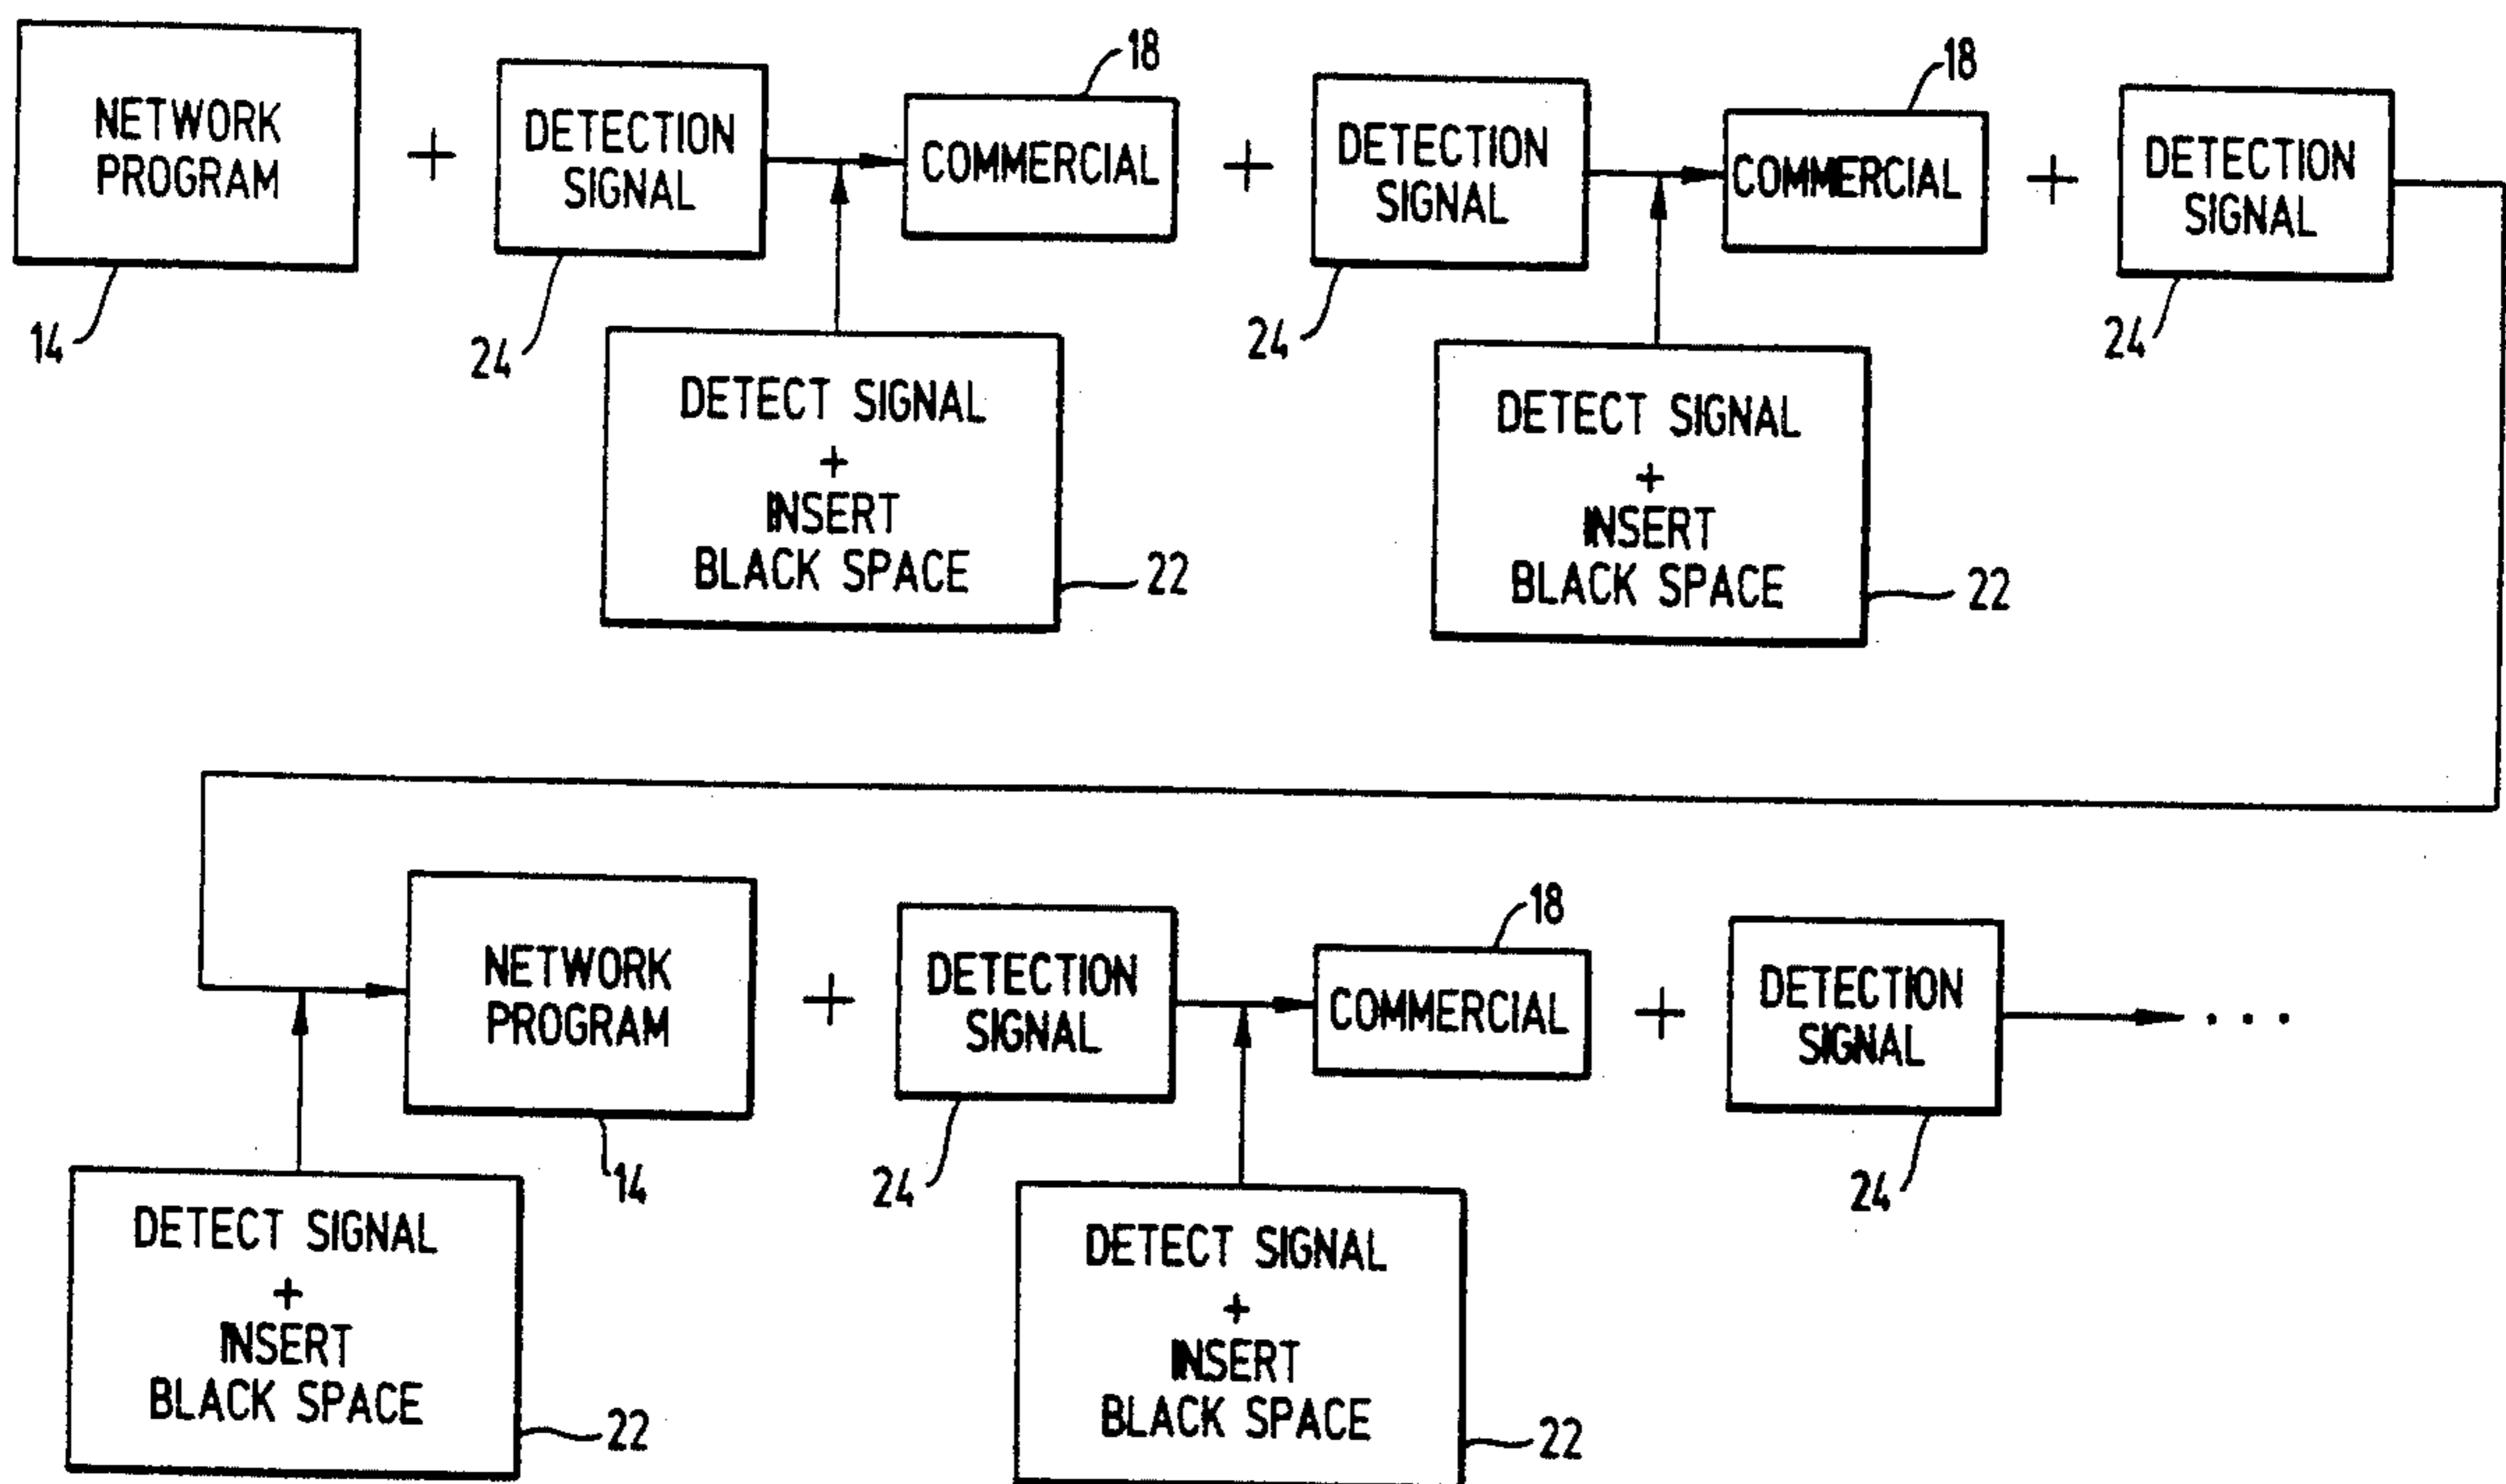 NETWORK
PROGRAM
14
+
DETECTION
SIGNAL
24
COMMERCIAL
18
+
DETECTION
SIGNAL
24
COMMERCIAL
18
+
DETECTION
SIGNAL
24
DETECT SIGNAL
+
INSERT
BLACK SPACE
22
DETECT SIGNAL
+
INSERT
BLACK SPACE
22
NETWORK
PROGRAM
14
+
DETECTION
SIGNAL
24
COMMERCIAL
18
+
DETECTION
SIGNAL
24
...
DETECT SIGNAL
+
INSERT
BLACK SPACE
22
DETECT SIGNAL
+
INSERT
BLACK SPACE
22